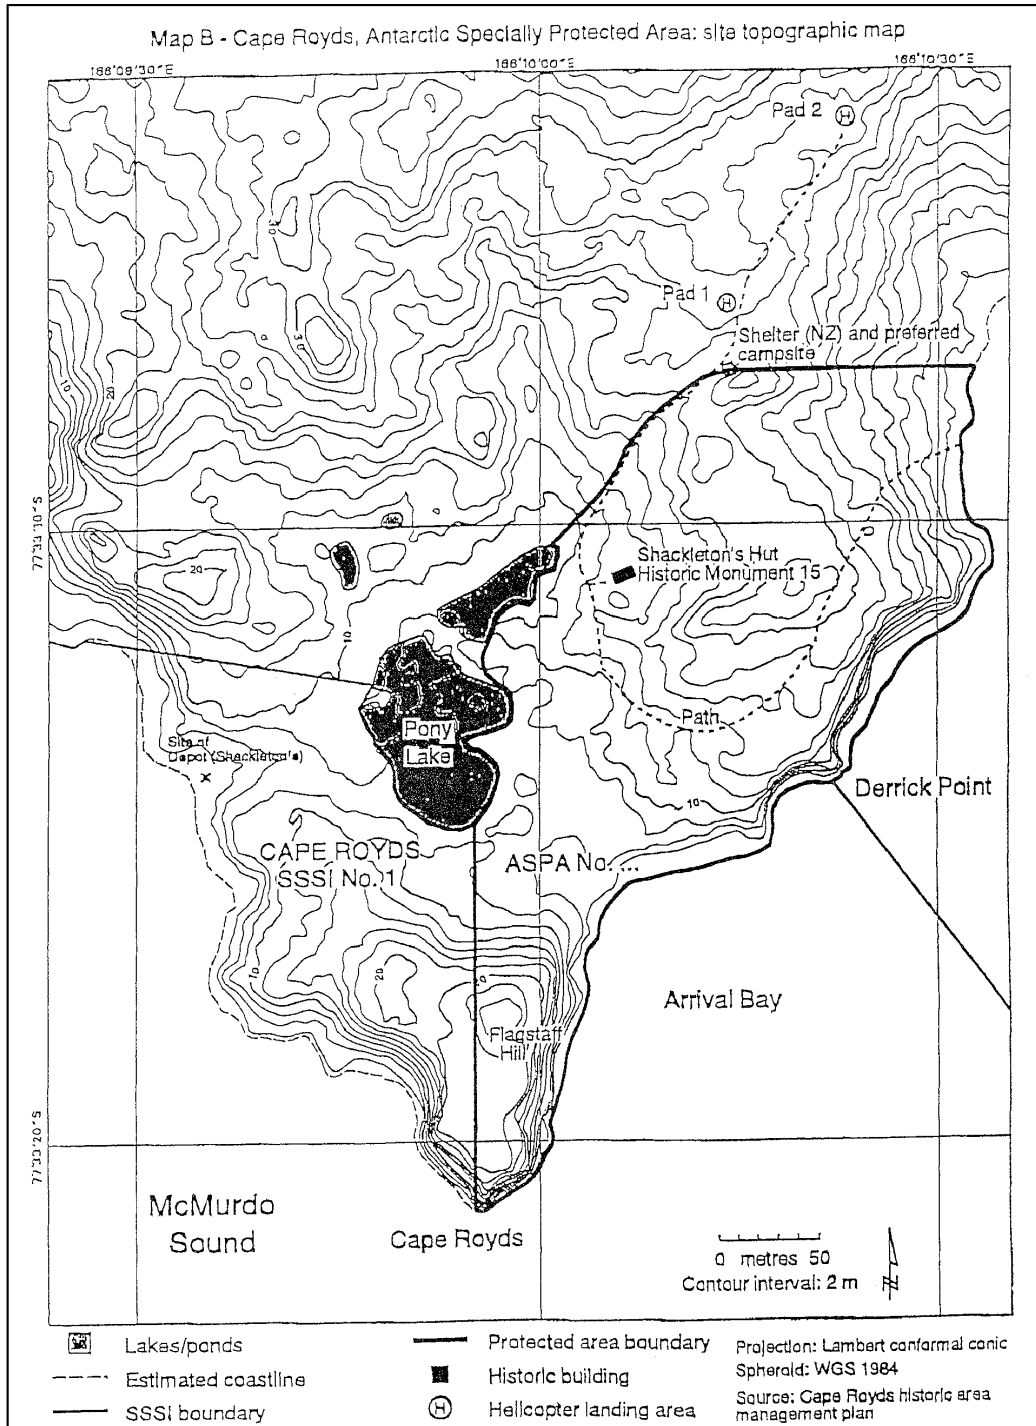 Map B - Cape Royds, Antarctic Specially Protected Area: site topographic map
166°09'30"E
166°10'00"E
166°10'30"E
Pad 2
H
Pad 1
H
Shelter (NZ) and preferred
campsite
30
30
10
20
77°33'10"S
Shackleton's Hut
Historic Monument 15
20
10
Path
Pony
Lake
Site of
Depot (Shackleton's)
x
10
Derrick Point
CAPE ROYDS
SSSI No. 1
ASPA No. ...
10
20
20
Arrival Bay
Flagstaff
Hill
77°33'20"S
McMurdo
Sound
Cape Royds
0 metres 50
Contour interval: 2 m
N
Lakes/ponds
Protected area boundary
Projection: Lambert conformal conic
Estimated coastline
Historic building
Spheroid: WGS 1984
SSSI boundary
H
Helicopter landing area
Source: Cape Royds historic area
management plan